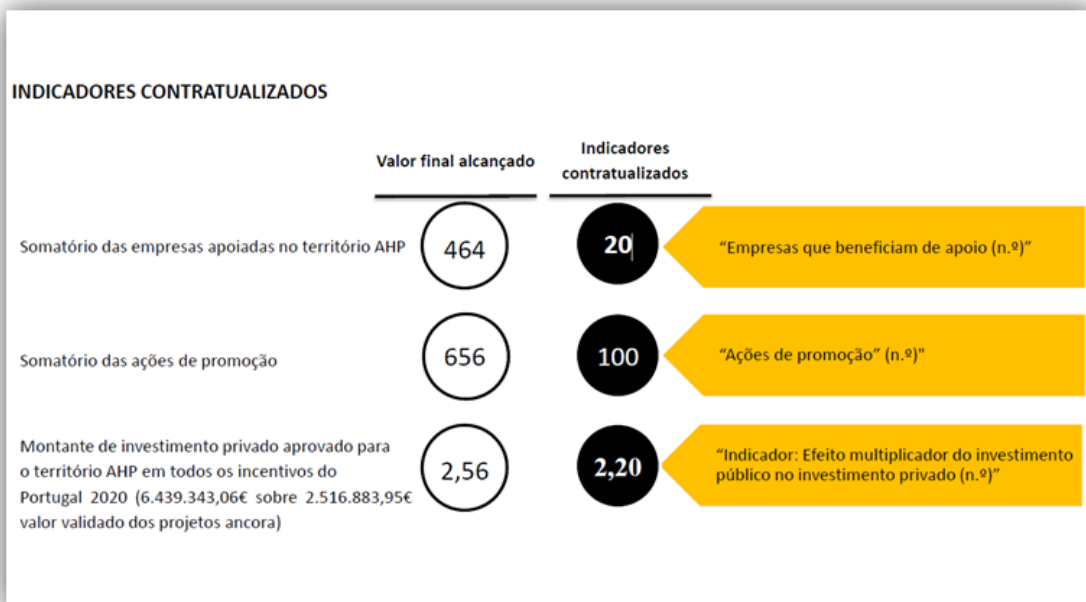 INDICADORES CONTRATUALIZADOS
Valor final alcançado
Indicadores
contratualizados
Somatório das empresas apoiadas no território AHP
464
20
“Empresas que beneficiam de apoio (n.º)”
Somatório das ações de promoção
656
100
“Ações de promoção” (n.º)"
Montante de investimento privado aprovado para
o território AHP em todos os incentivos do
Portugal 2020 (6.439.343,06€ sobre 2.516.883,95€
valor validado dos projetos ancora)
2,56
2,20
“Indicador: Efeito multiplicador do investimento
público no investimento privado (n.º)”